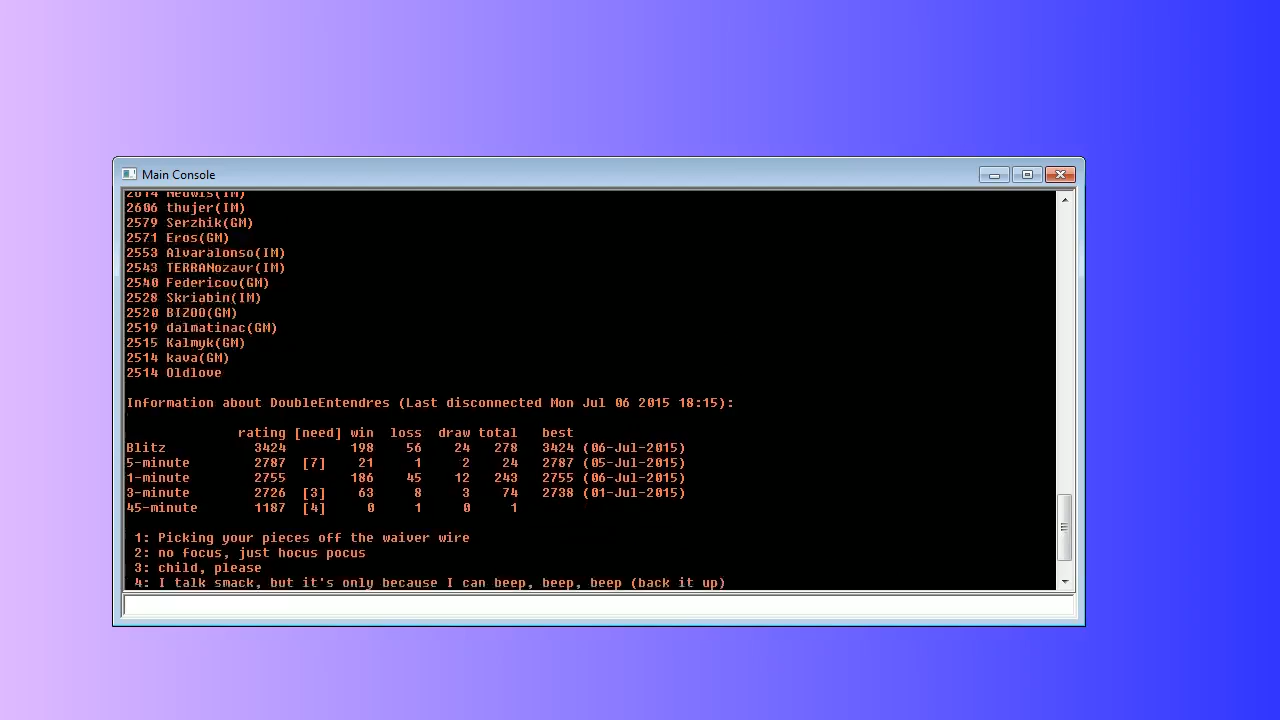 Main Console
2614 Neuwis(IM)
2606 thujer(IM)
2579 Serzhik(GM)
2571 Eros(GM)
2553 Alvaralonso(IM)
2543 TERRANozavr(IM)
2540 Federicov(GM)
2528 Skriabin(IM)
2520 BIZOO(GM)
2519 dalmatinac(GM)
2515 Kalmyk(GM)
2514 kava(GM)
2514 Oldlove
Information about DoubleEntendres (Last disconnected Mon Jul 06 2015 18:15):
rating [need] win loss draw total best
Blitz 3424 198 56 24 278 3424 (06-Jul-2015)
5-minute 2787 [7] 21 1 2 24 2787 (05-Jul-2015)
1-minute 2755 186 45 12 243 2755 (06-Jul-2015)
3-minute 2726 [3] 63 8 3 74 2738 (01-Jul-2015)
45-minute 1187 [4] 0 1 0 1
1: Picking your pieces off the waiver wire
2: no focus, just hocus pocus
3: child, please
4: I talk smack, but it's only because I can beep, beep, beep (back it up)